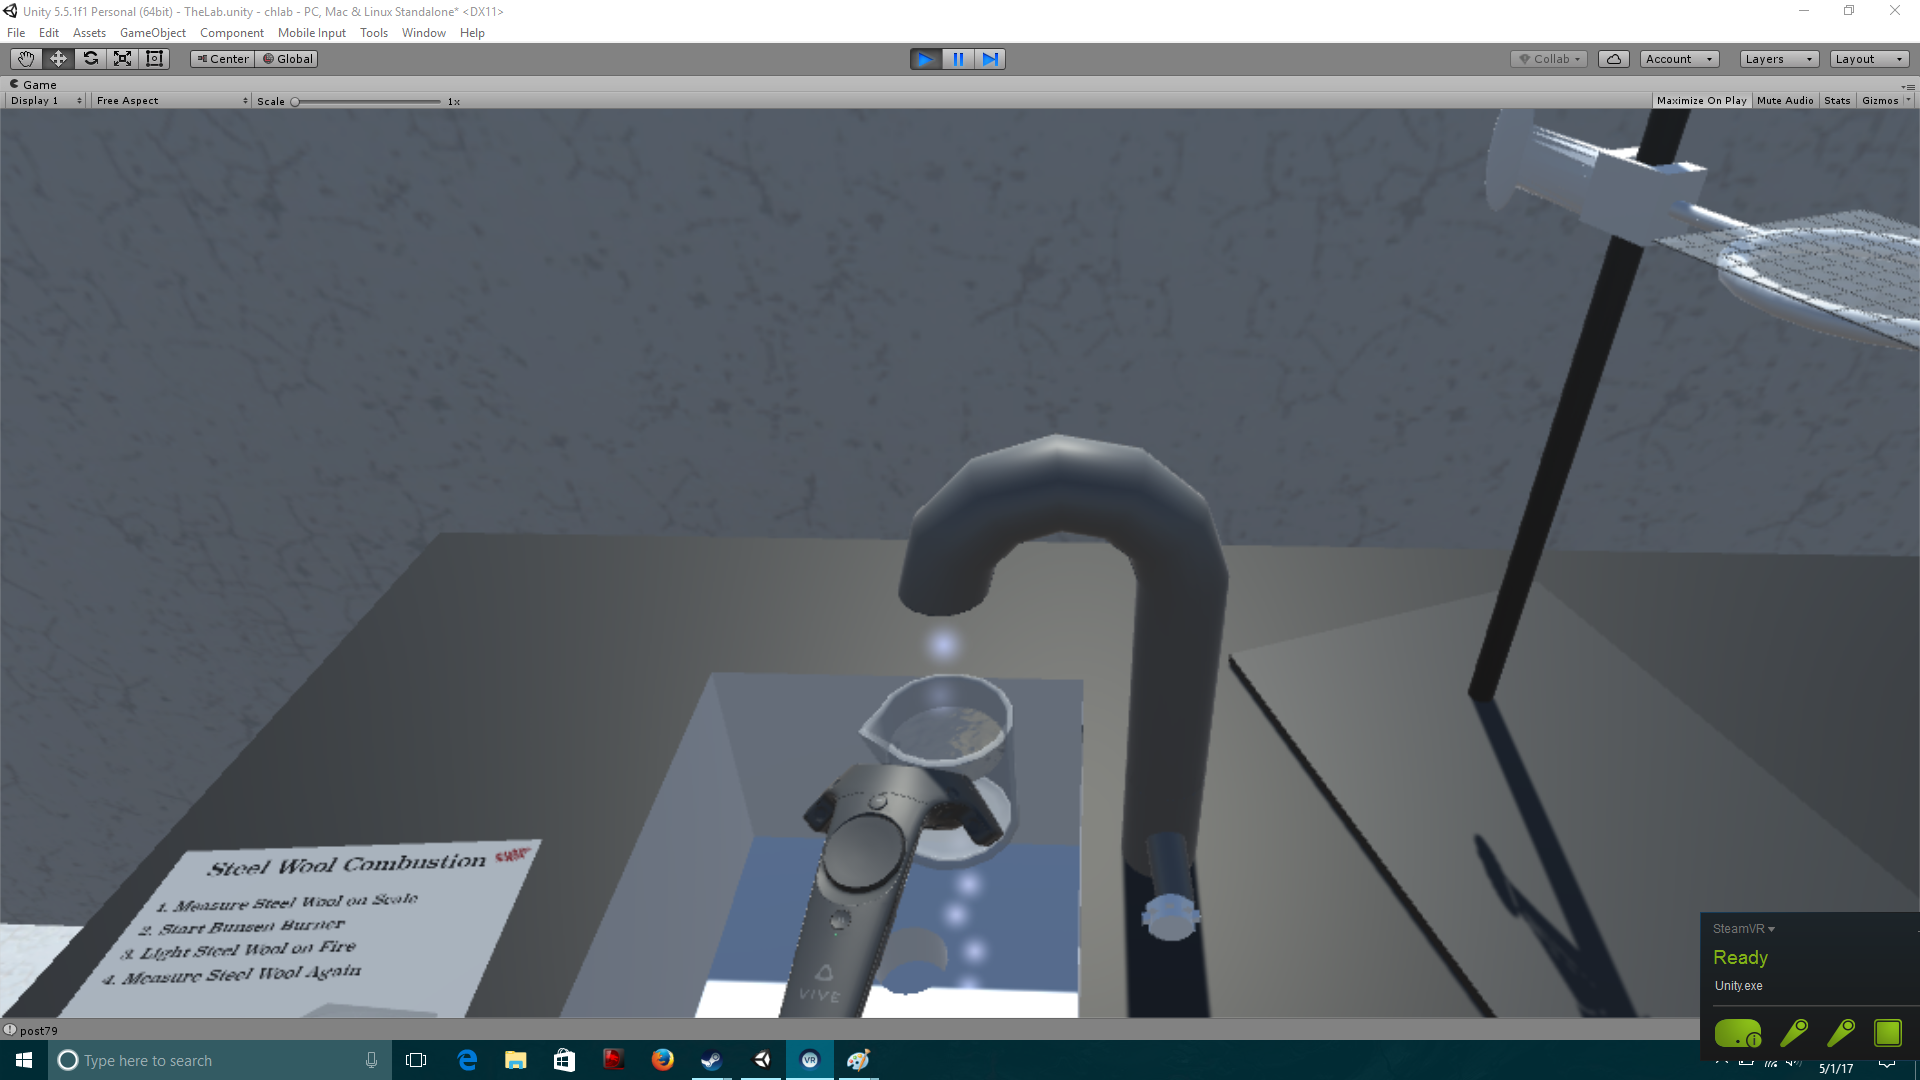 Unity 5.5.1f1 Personal (64bit) - TheLab.unity - chlab - PC, Mac & Linux Standalone* <DX11>
File Edit Assets GameObject Component Mobile Input Tools Window Help
Center Global Collab Account Layers Layout
Game
Display 1 Free Aspect Scale 1x Maximize On Play Mute Audio Stats Gizmos
Steel Wool Combustion
1. Measure Steel Wool on Scale
2. Start Bunsen Burner
3. Light Steel Wool on Fire
4. Measure Steel Wool Again
VIVE
SteamVR
Ready
Unity.exe
post79
Type here to search
VR
5/1/17